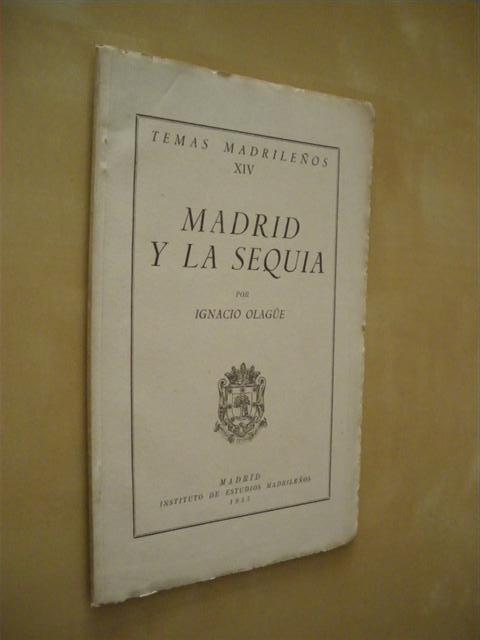 TEMAS MADRILEÑOS
XIV
MADRID
Y LA SEQUIA
POR
IGNACIO OLAGÜE
MADRID
INSTITUTO DE ESTUDIOS MADRILEÑOS